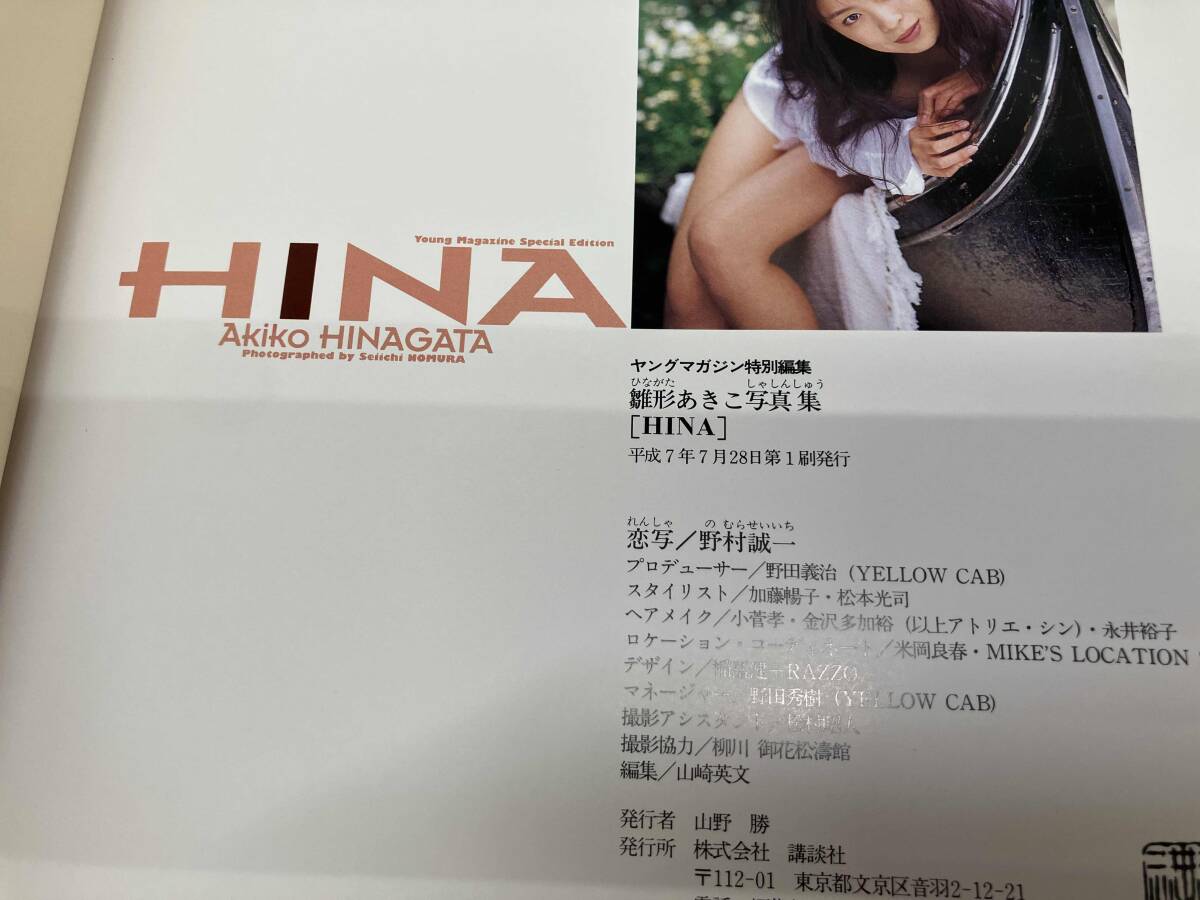 Young Magazine Special Edition
HINA
Akiko HINAGATA
Photographed by Seiichi NOMURA
ヤングマガジン特別編集
ひながた しゃしんしゅう
雛形あきこ写真集
[HINA]
平成7年7月28日第1刷発行
れんしゃ のむらせいいち
恋写／野村誠一
プロデューサー／野田義治 (YELLOW CAB)
スタイリスト／加藤暢子・松本光司
ヘアメイク／小菅孝・金沢多加裕 (以上アトリエ・シン)・永井裕子
ロケーション・コーディネート／米岡良春・MIKE'S LOCATION
デザイン／ RAZZO
マネージャー／野田秀樹 (YELLOW CAB)
撮影アシスタント／
撮影協力／柳川 御花松濤館
編集／山崎英文
発行者 山野 勝
発行所 株式会社 講談社
〒112-01 東京都文京区音羽2-12-21